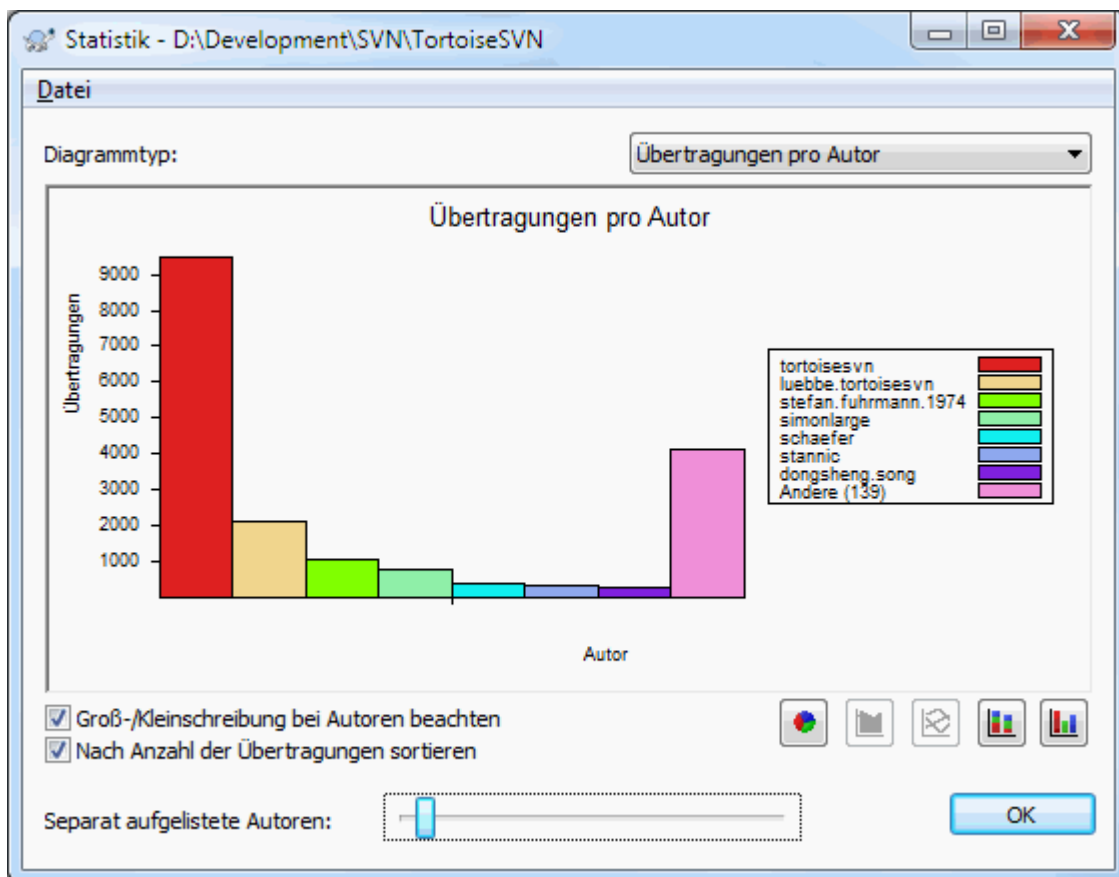 Statistik - D:\Development\SVN\TortoiseSVN
Datei
Diagrammtyp:
Übertragungen pro Autor
Übertragungen pro Autor
Übertragungen
9000
8000
7000
6000
5000
4000
3000
2000
1000
Autor
tortoisesvn
luebbe.tortoisesvn
stefan.fuhrmann.1974
simonlarge
schaefer
stannic
dongsheng.song
Andere (139)
Groß-/Kleinschreibung bei Autoren beachten
Nach Anzahl der Übertragungen sortieren
Separat aufgelistete Autoren:
OK